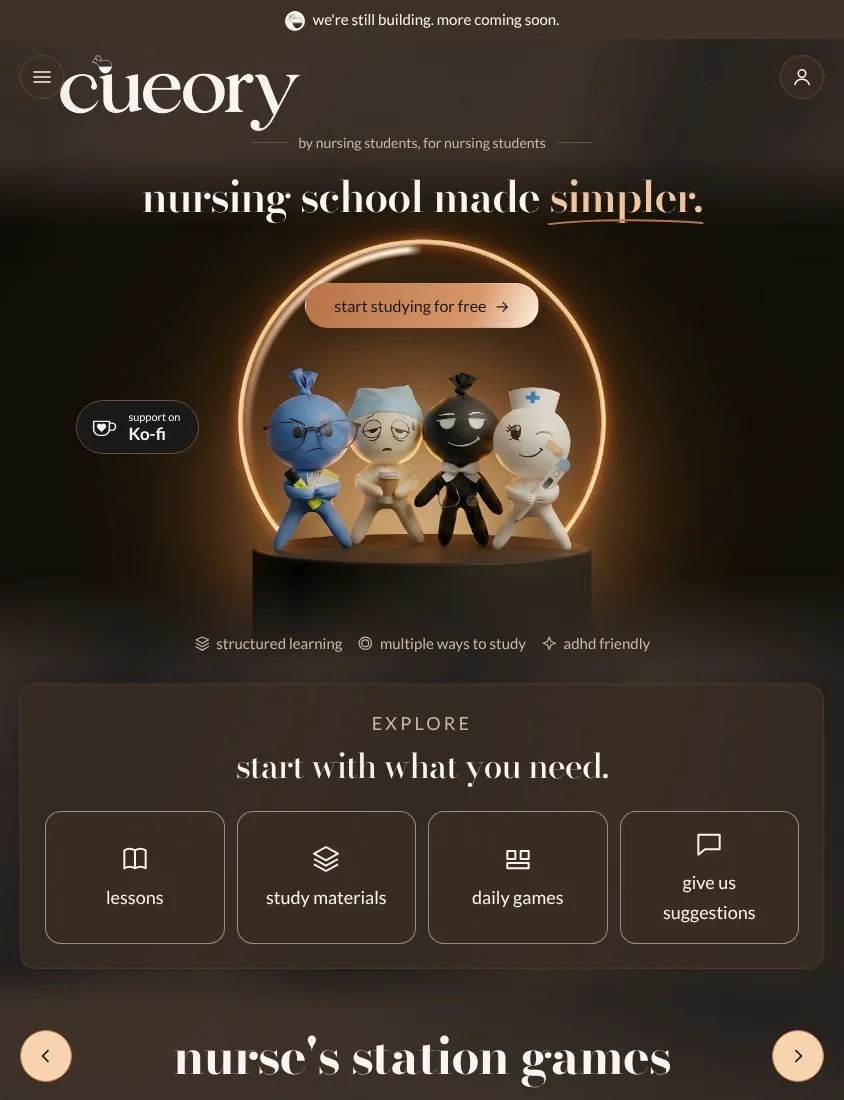 we're still building. more coming soon.
cueory
by nursing students, for nursing students
nursing school made simpler.
start studying for free →
support on
Ko-fi
structured learning multiple ways to study adhd friendly
EXPLORE
start with what you need.
lessons
study materials
daily games
give us
suggestions
nurse's station games